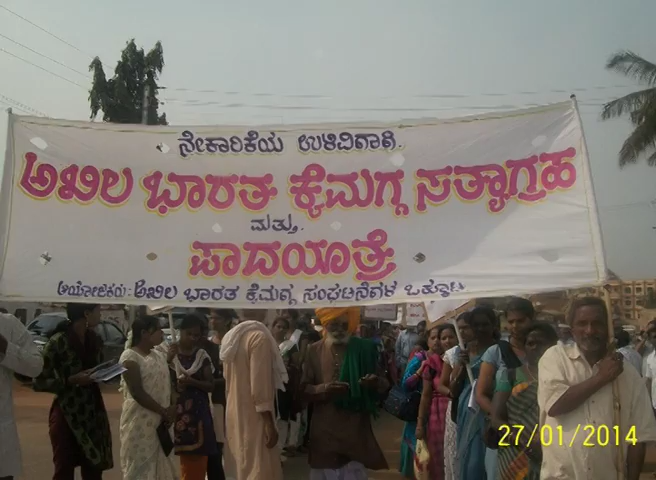 ನೇಕಾರಿಕೆಯ ಉಳಿವಿಗಾಗಿ.
ಅಖಿಲ ಭಾರತ ಕೈಮಗ್ಗ ಸತ್ಯಾಗ್ರಹ
ಮತ್ತು
ಪಾದಯಾತ್ರೆ
ಆಯೋಜಕರು: ಅಖಿಲ ಭಾರತ ಕೈಮಗ್ಗ ಸಂಘಟನೆಗಳ ಒಕ್ಕೂಟ
27/01/2014